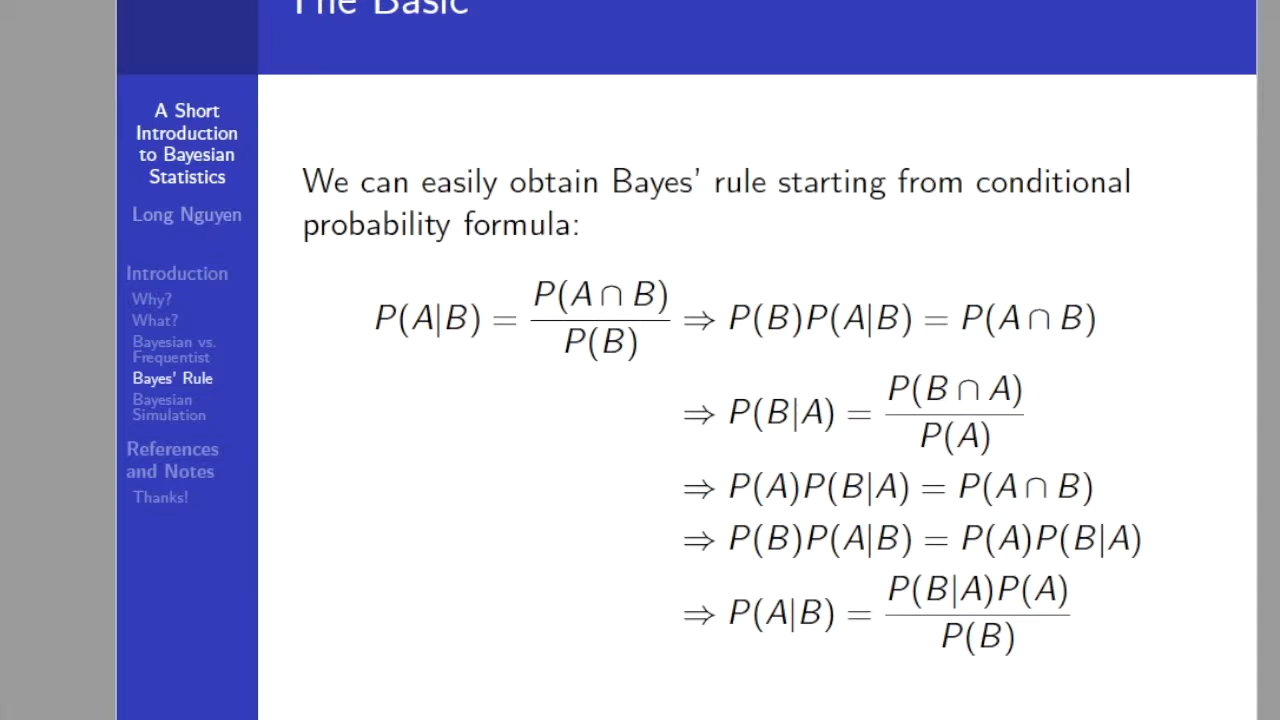 The Basic
A Short
Introduction
to Bayesian
Statistics
Long Nguyen
Introduction
Why?
What?
Bayesian vs.
Frequentist
Bayes' Rule
Bayesian
Simulation
References
and Notes
Thanks!
We can easily obtain Bayes' rule starting from conditional
probability formula:
P(A|B) = P(A ∩ B) / P(B) ⇒ P(B)P(A|B) = P(A ∩ B)
⇒ P(B|A) = P(B ∩ A) / P(A)
⇒ P(A)P(B|A) = P(A ∩ B)
⇒ P(B)P(A|B) = P(A)P(B|A)
⇒ P(A|B) = P(B|A)P(A) / P(B)